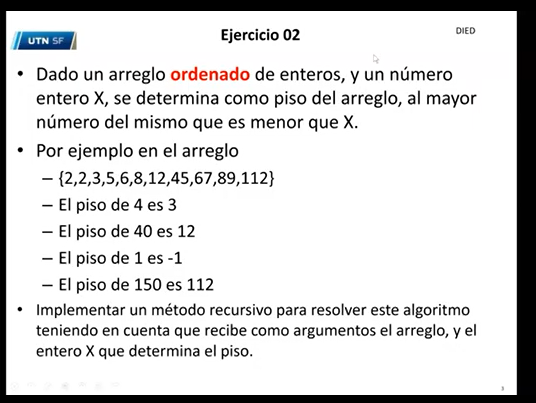 Ejercicio 02
DIED
UTN SF
• Dado un arreglo ordenado de enteros, y un número
entero X, se determina como piso del arreglo, al mayor
número del mismo que es menor que X.
• Por ejemplo en el arreglo
– {2,2,3,5,6,8,12,45,67,89,112}
– El piso de 4 es 3
– El piso de 40 es 12
– El piso de 1 es -1
– El piso de 150 es 112
• Implementar un método recursivo para resolver este algoritmo
teniendo en cuenta que recibe como argumentos el arreglo, y el
entero X que determina el piso.
3